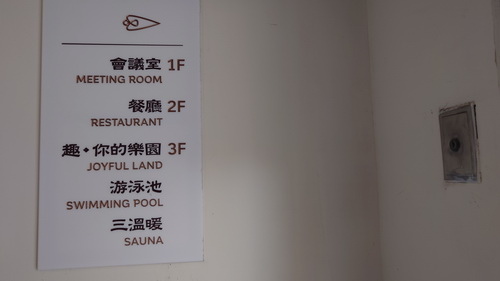 會議室 1F
MEETING ROOM
餐廳 2F
RESTAURANT
趣•你的樂園 3F
JOYFUL LAND
游泳池
SWIMMING POOL
三溫暖
SAUNA